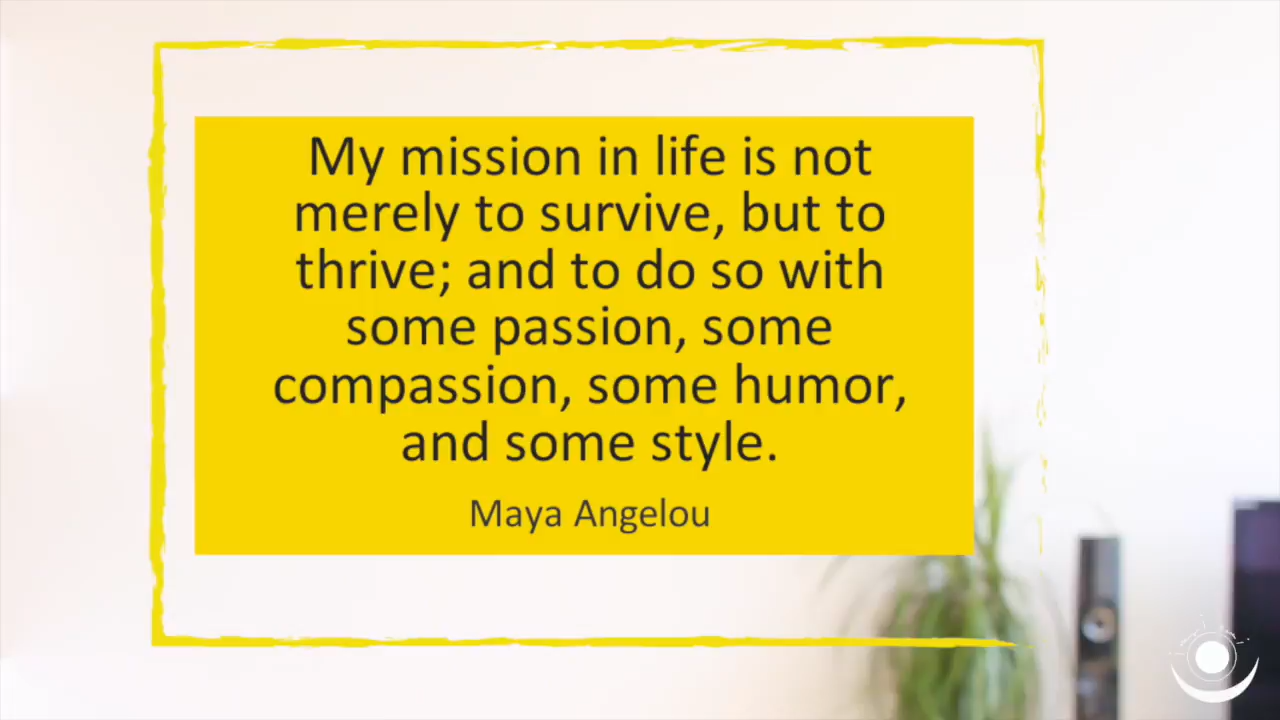 My mission in life is not
merely to survive, but to
thrive; and to do so with
some passion, some
compassion, some humor,
and some style.
Maya Angelou